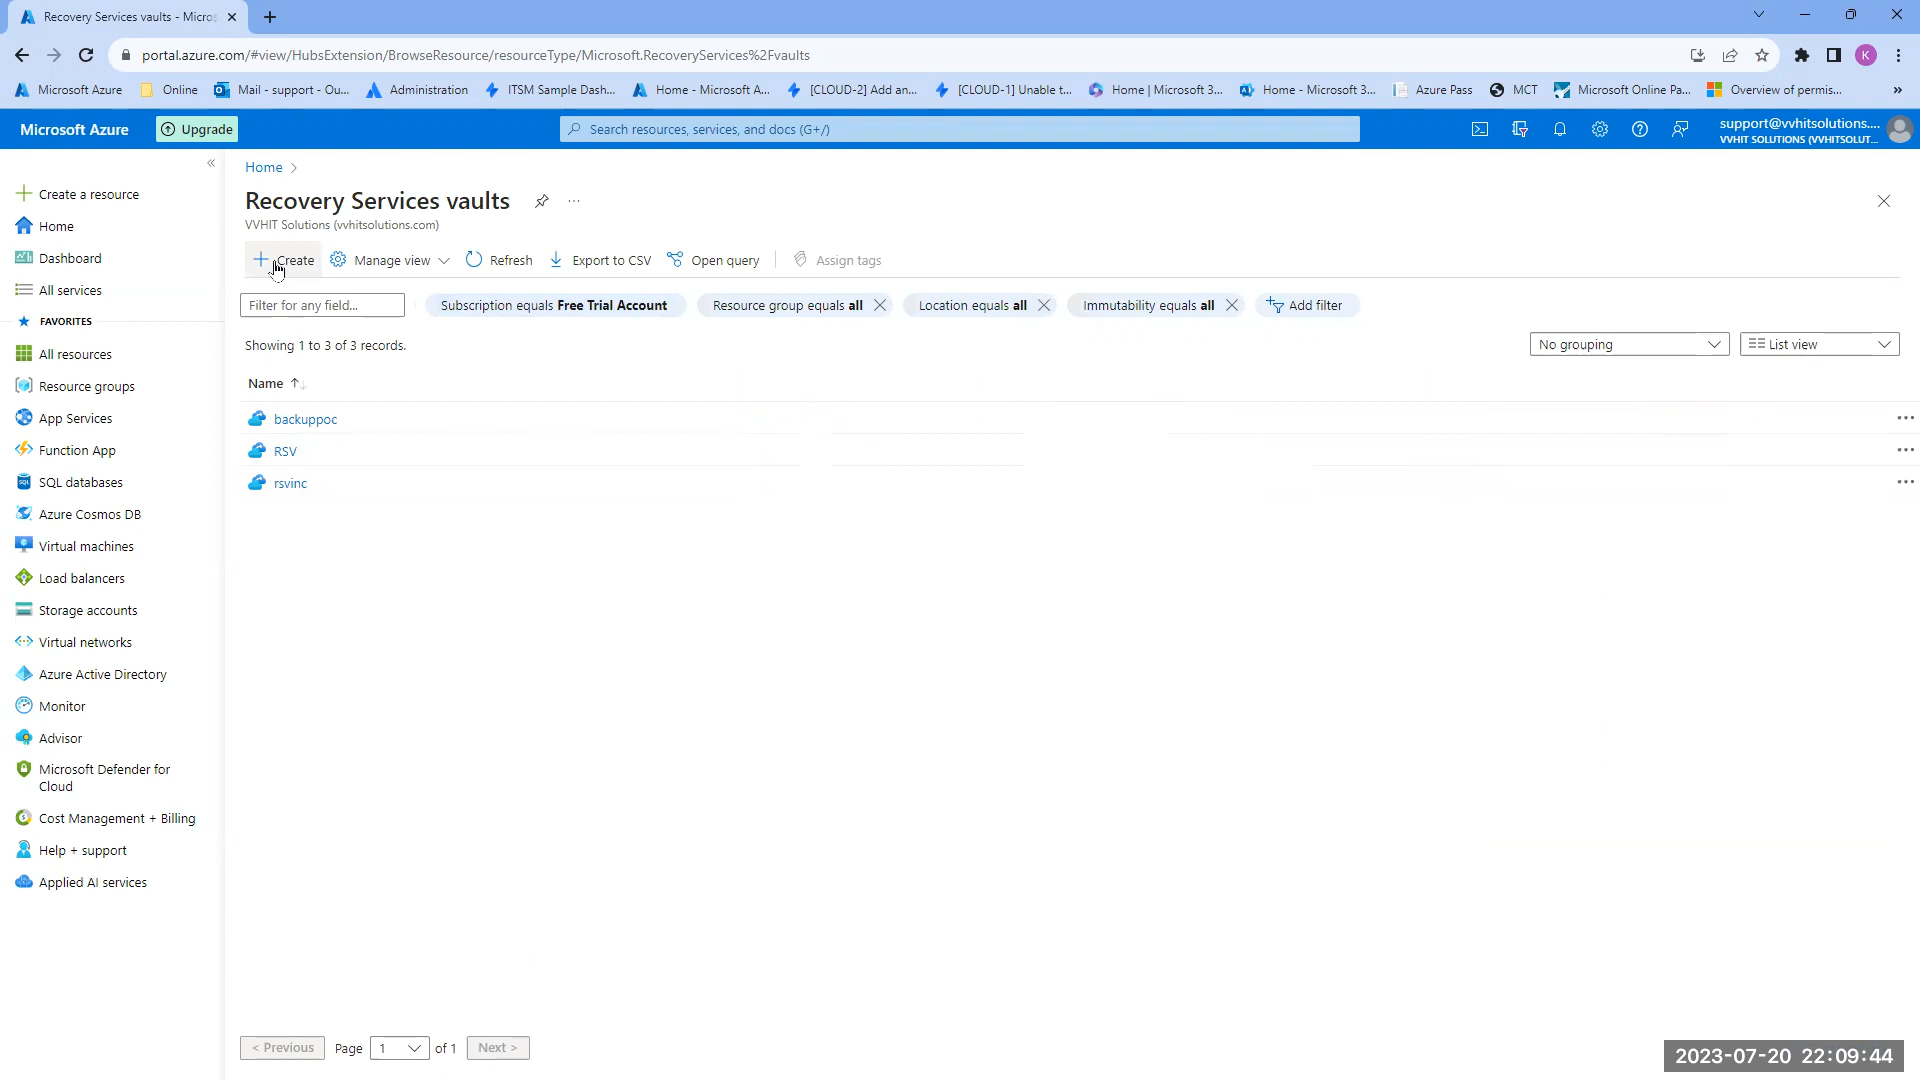 Recovery Services vaults - Micros
portal.azure.com/#view/HubsExtension/BrowseResource/resourceType/Microsoft.RecoveryServices%2Fvaults
K
Microsoft Azure
Online
Mail - support - Ou...
Administration
ITSM Sample Dash...
Home - Microsoft A...
[CLOUD-2] Add an...
[CLOUD-1] Unable t...
Home | Microsoft 3...
Home - Microsoft 3...
Azure Pass
MCT
Microsoft Online Pa...
Overview of permis...
»
Microsoft Azure
Upgrade
Search resources, services, and docs (G+/)
support@vvhitsolutions....
VVHIT SOLUTIONS (VVHITSOLUT...
Create a resource
Home
Dashboard
All services
FAVORITES
All resources
Resource groups
App Services
Function App
SQL databases
Azure Cosmos DB
Virtual machines
Load balancers
Storage accounts
Virtual networks
Azure Active Directory
Monitor
Advisor
Microsoft Defender for
Cloud
Cost Management + Billing
Help + support
Applied AI services
Home >
Recovery Services vaults
...
VVHIT Solutions (vvhitsolutions.com)
Create
Manage view
Refresh
Export to CSV
Open query
Assign tags
Filter for any field...
Subscription equals Free Trial Account
Resource group equals all
Location equals all
Immutability equals all
Add filter
Showing 1 to 3 of 3 records.
No grouping
List view
Name ↑↓
backuppoc
RSV
rsvinc
< Previous
Page
1
of 1
Next >
2023-07-20 22:09:44